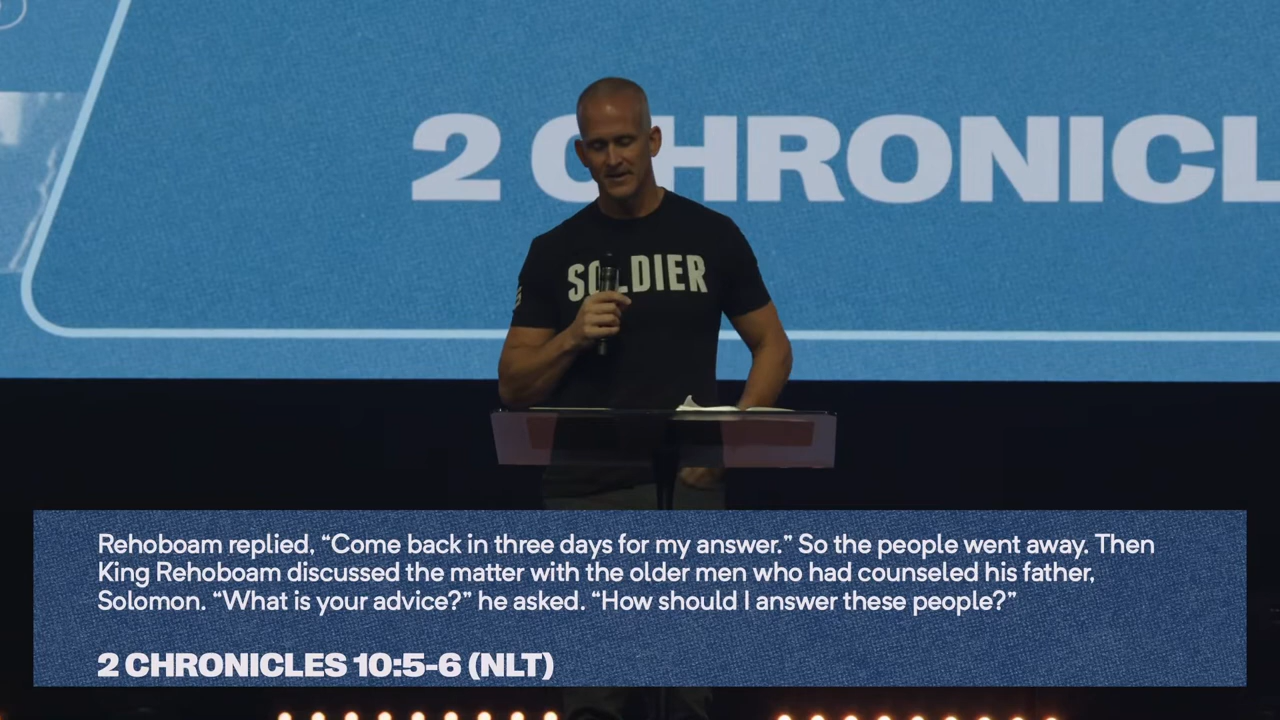 2 CHRONICL
SOLDIER
Rehoboam replied, “Come back in three days for my answer.” So the people went away. Then
King Rehoboam discussed the matter with the older men who had counseled his father,
Solomon. “What is your advice?” he asked. “How should I answer these people?”
2 CHRONICLES 10:5-6 (NLT)